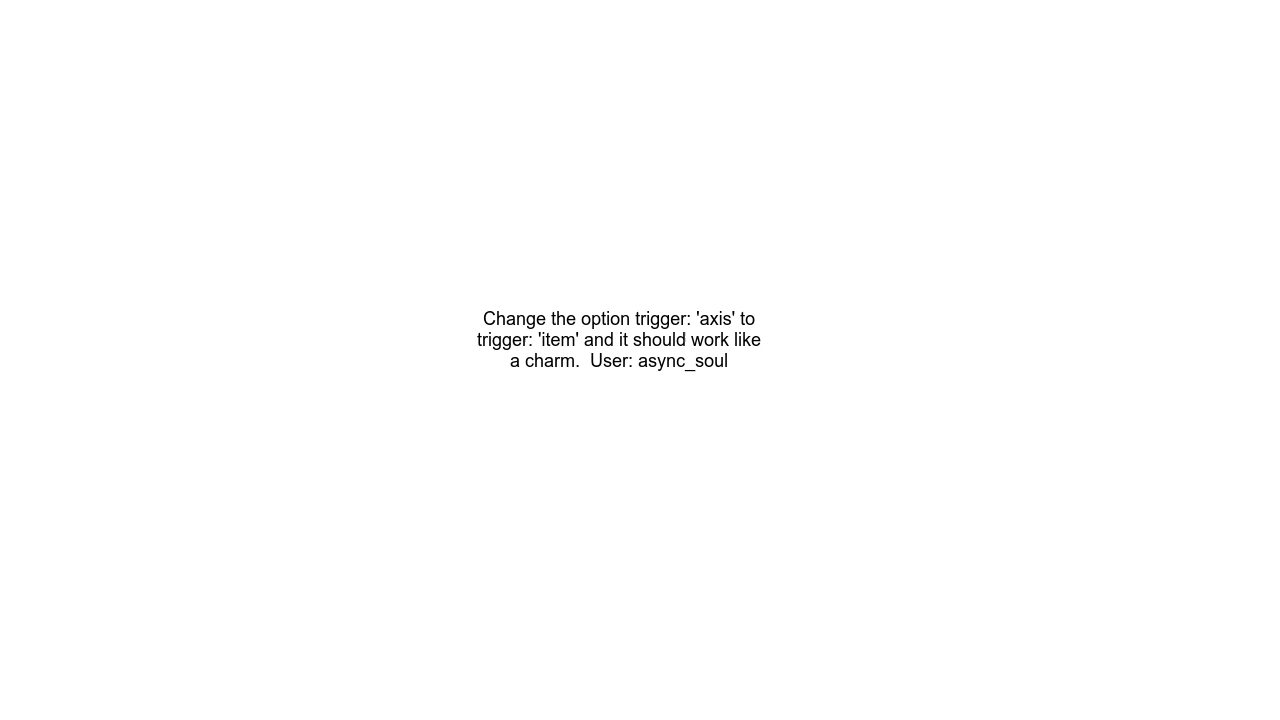 Change the option trigger: 'axis' to
trigger: 'item' and it should work like
a charm.  User: async_soul